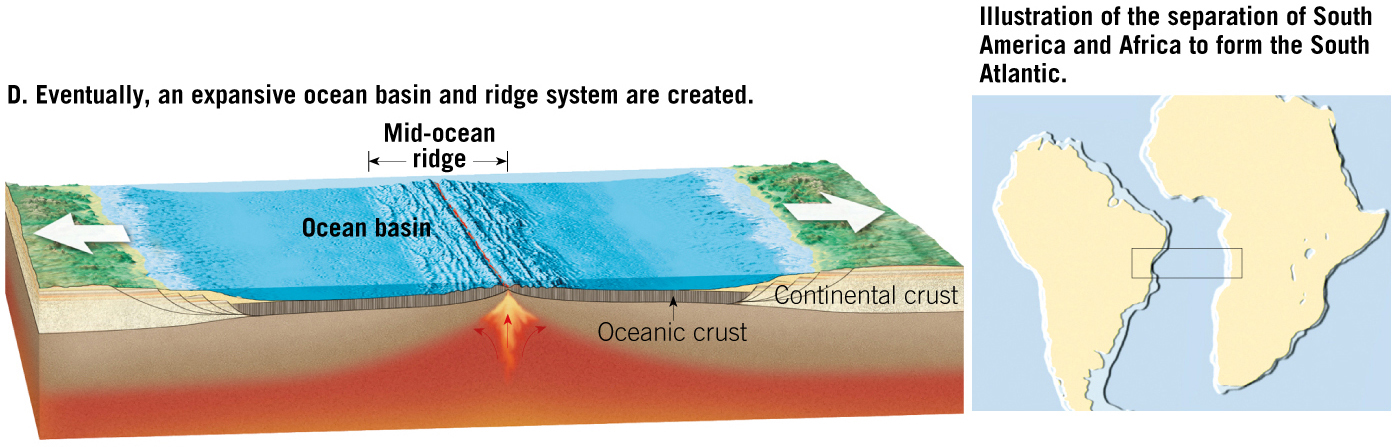 D. Eventually, an expansive ocean basin and ridge system are created.
Mid-ocean
ridge
Ocean basin
Continental crust
Oceanic crust
Illustration of the separation of South
America and Africa to form the South
Atlantic.